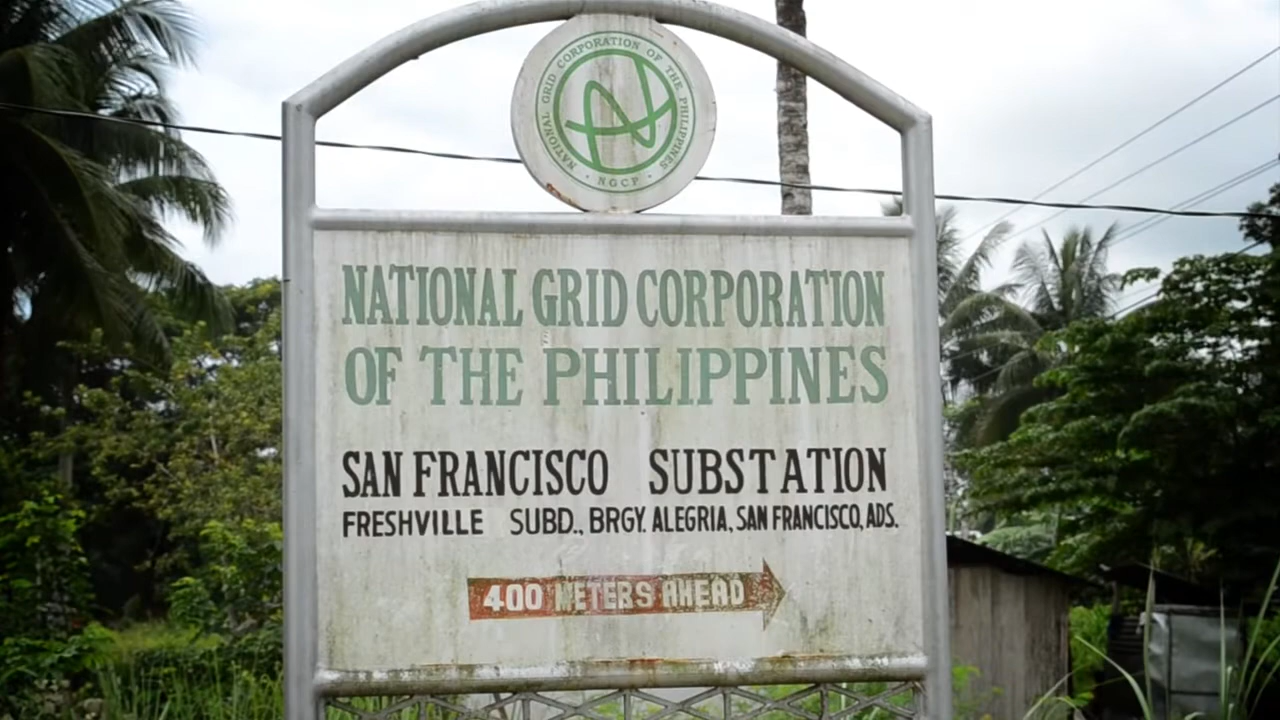 NATIONAL GRID CORPORATION OF THE PHILIPPINES
· NGCP ·
NATIONAL GRID CORPORATION
OF THE PHILIPPINES
SAN FRANCISCO SUBSTATION
FRESHVILLE SUBD., BRGY. ALEGRIA, SAN FRANCISCO, ADS.
400 METERS AHEAD